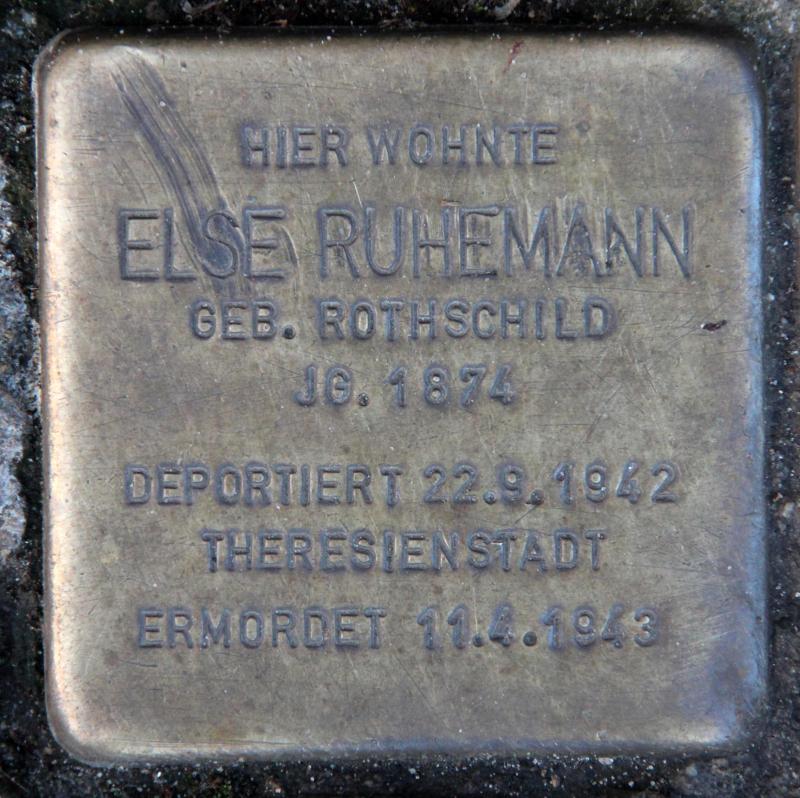 HIER WOHNTE
ELSE RUHEMANN
GEB. ROTHSCHILD
JG. 1874
DEPORTIERT 22.9.1942
THERESIENSTADT
ERMORDET 11.4.1943